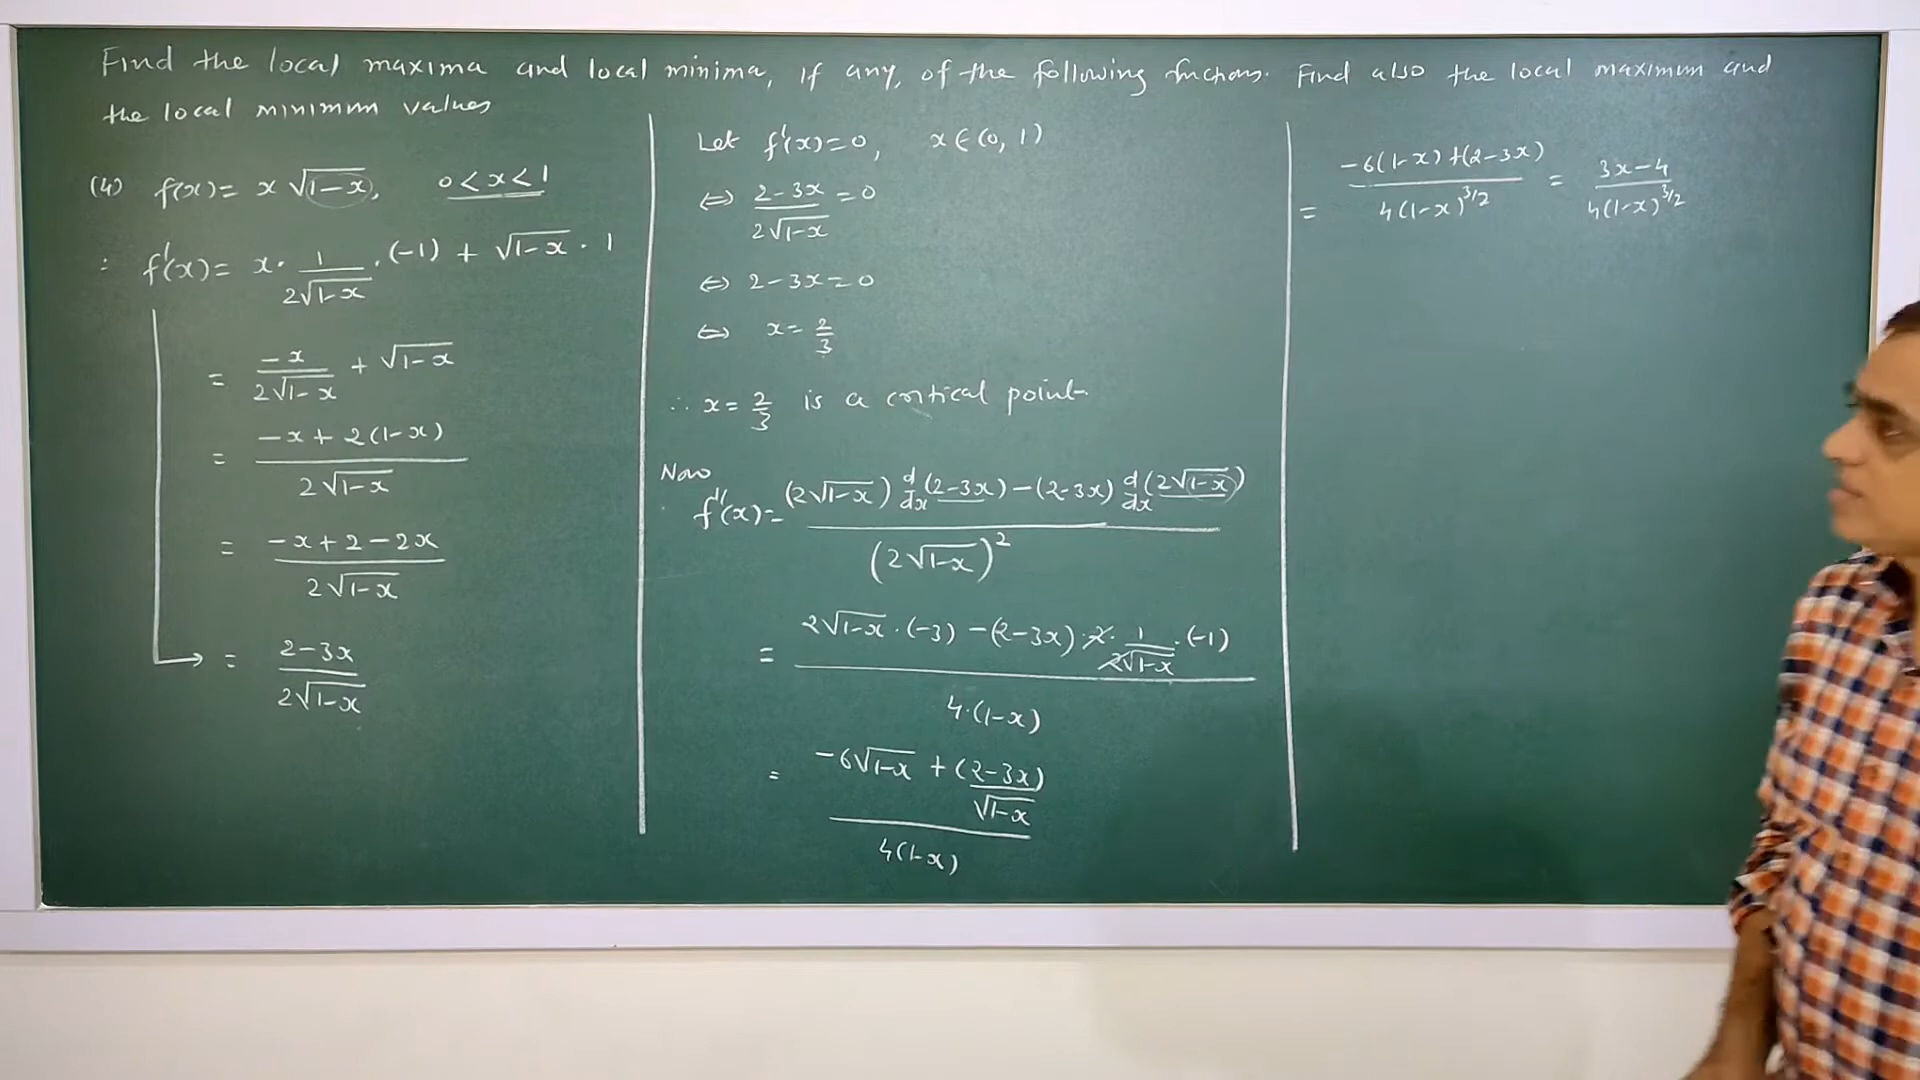 Find the local maxima and local minima, if any, of the following functions. Find also the local maximum and
the local minimum values
(4) f(x) = x √(1-x), 0 < x < 1
∴ f'(x) = x · 1/(2√(1-x)) · (-1) + √(1-x) · 1
= -x/(2√(1-x)) + √(1-x)
= (-x + 2(1-x))/(2√(1-x))
= (-x + 2 - 2x)/(2√(1-x))
→ = (2-3x)/(2√(1-x))
Let f'(x) = 0, x ∈ (0, 1)
⇔ (2-3x)/(2√(1-x)) = 0
⇔ 2-3x = 0
⇔ x = 2/3
∴ x = 2/3 is a critical point.
Now
f''(x) = ((2√(1-x)) d/dx (2-3x) - (2-3x) d/dx (2√(1-x)))/(2√(1-x))²
= (2√(1-x) · (-3) - (2-3x) · 2 · 1/(2√(1-x)) · (-1))/(4·(1-x))
= (-6√(1-x) + (2-3x)/√(1-x))/(4(1-x))
= (-6(1-x) + (2-3x))/(4(1-x)^(3/2)) = (3x-4)/(4(1-x)^(3/2))